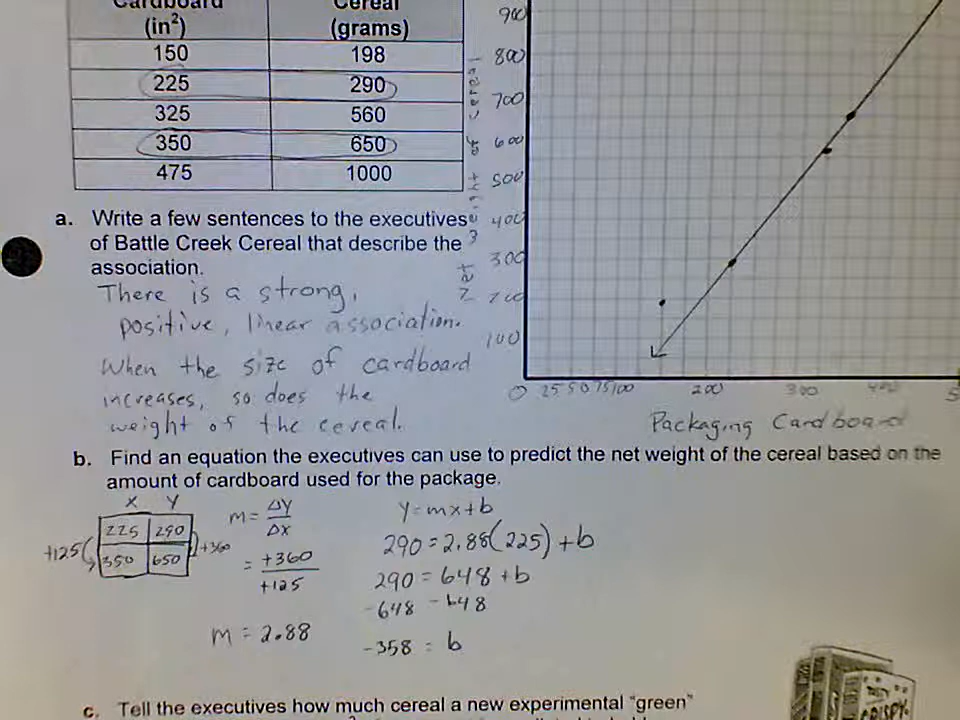 Cardboard
(in²)
Cereal
(grams)
150 198
225 290
325 560
350 650
475 1000
900
800
700
600
500
400
300
200
100
0 25 50 75 100 200 300 400
Net weight of cereal
Packaging Cardboard
a. Write a few sentences to the executives
of Battle Creek Cereal that describe the
association.
There is a strong,
positive, linear association.
When the size of cardboard
increases, so does the
weight of the cereal.
b. Find an equation the executives can use to predict the net weight of the cereal based on the
amount of cardboard used for the package.
X Y
225 290
350 650
+125
+360
m = ΔY/ΔX
= +360/+125
m = 2.88
y = mx + b
290 = 2.88(225) + b
290 = 648 + b
-648 -648
-358 = b
c. Tell the executives how much cereal a new experimental "green"
CRISPY